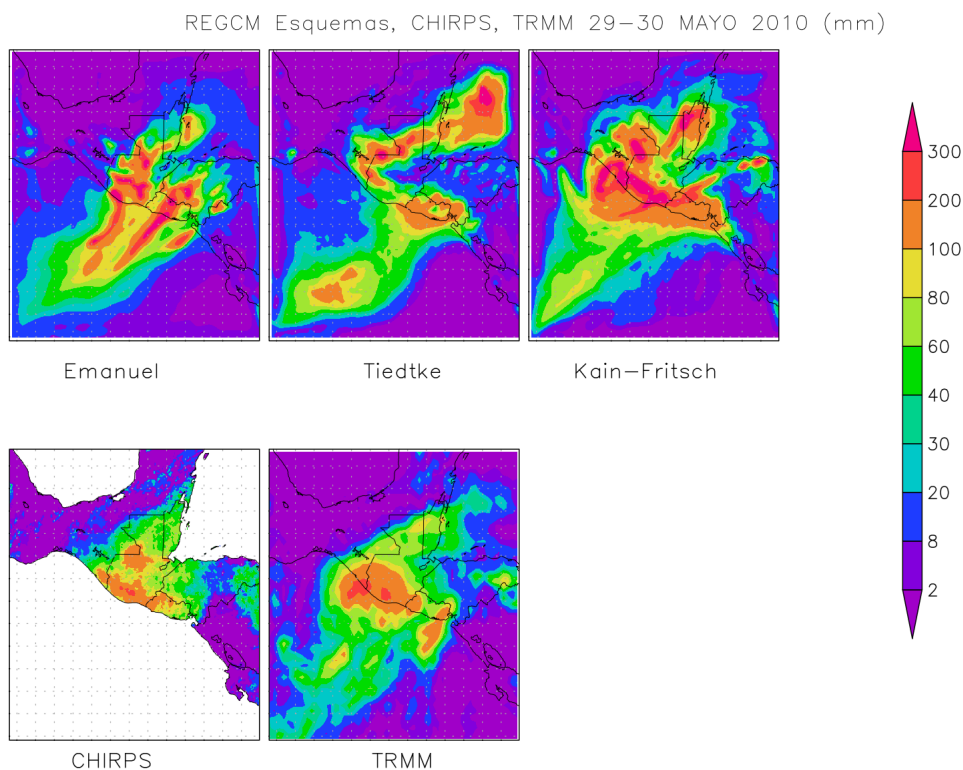 REGCM Esquemas, CHIRPS, TRMM 29−30 MAYO 2010 (mm)
Emanuel
Tiedtke
Kain−Fritsch
300
200
100
80
60
40
30
20
8
2
CHIRPS
TRMM